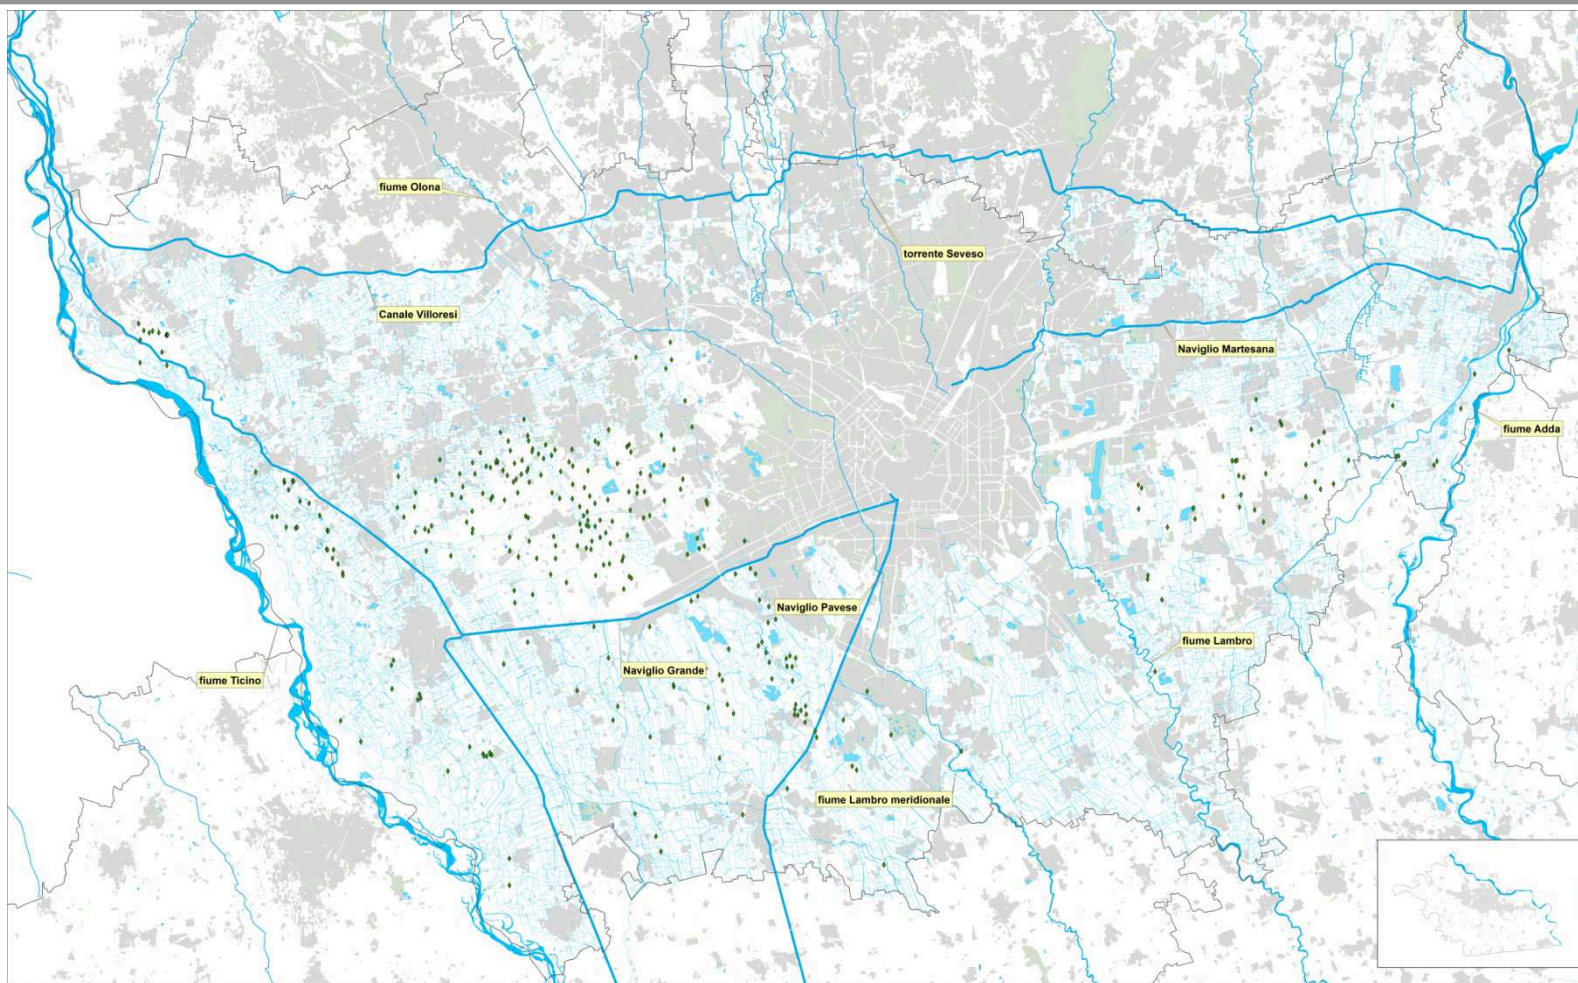 fiume Olona
torrente Seveso
Canale Villoresi
Naviglio Martesana
fiume Adda
Naviglio Pavese
fiume Lambro
Naviglio Grande
fiume Ticino
fiume Lambro meridionale